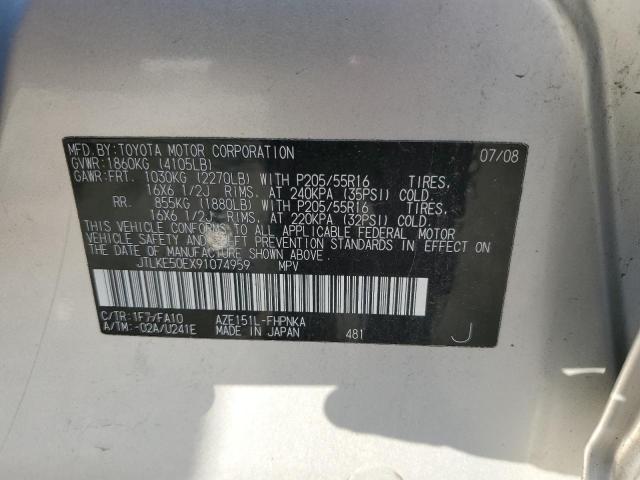 MFD.BY:TOYOTA MOTOR CORPORATION 07/08
GVWR:1860KG (4105LB)
GAWR:FRT. 1030KG (2270LB) WITH P205/55R16 TIRES,
16X6 1/2J RIMS, AT 240KPA (35PSI) COLD.
RR. 855KG (1880LB) WITH P205/55R16 TIRES,
16X6 1/2J RIMS, AT 220KPA (32PSI) COLD.
THIS VEHICLE CONFORMS TO ALL APPLICABLE FEDERAL MOTOR
VEHICLE SAFETY AND THEFT PREVENTION STANDARDS IN EFFECT ON
THE DATE OF MANUFACTURE SHOWN ABOVE.
JTLKE50EX91074959 MPV
C/TR:1F7/FA10 AZE151L-FHPNKA
A/TM:-02A/U241E MADE IN JAPAN 481 J